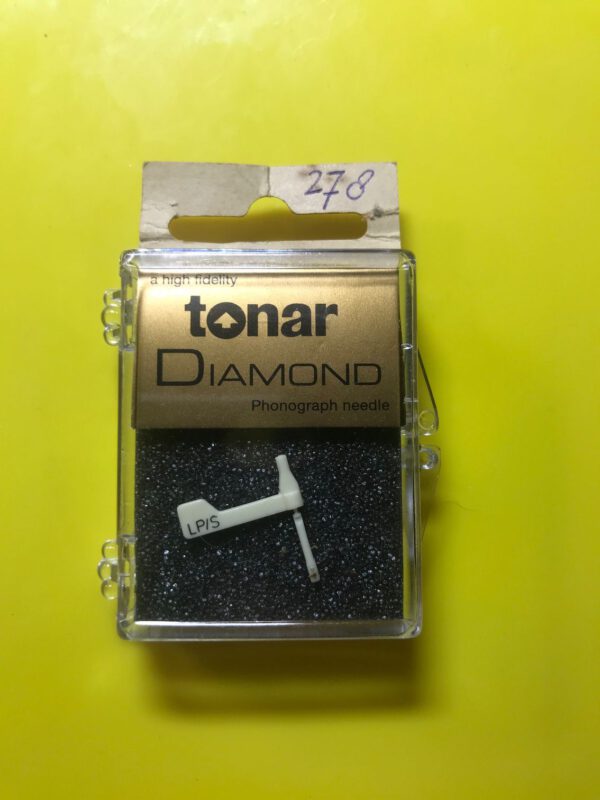 278
a high fidelity
tonar
DIAMOND
Phonograph needle
LP/S